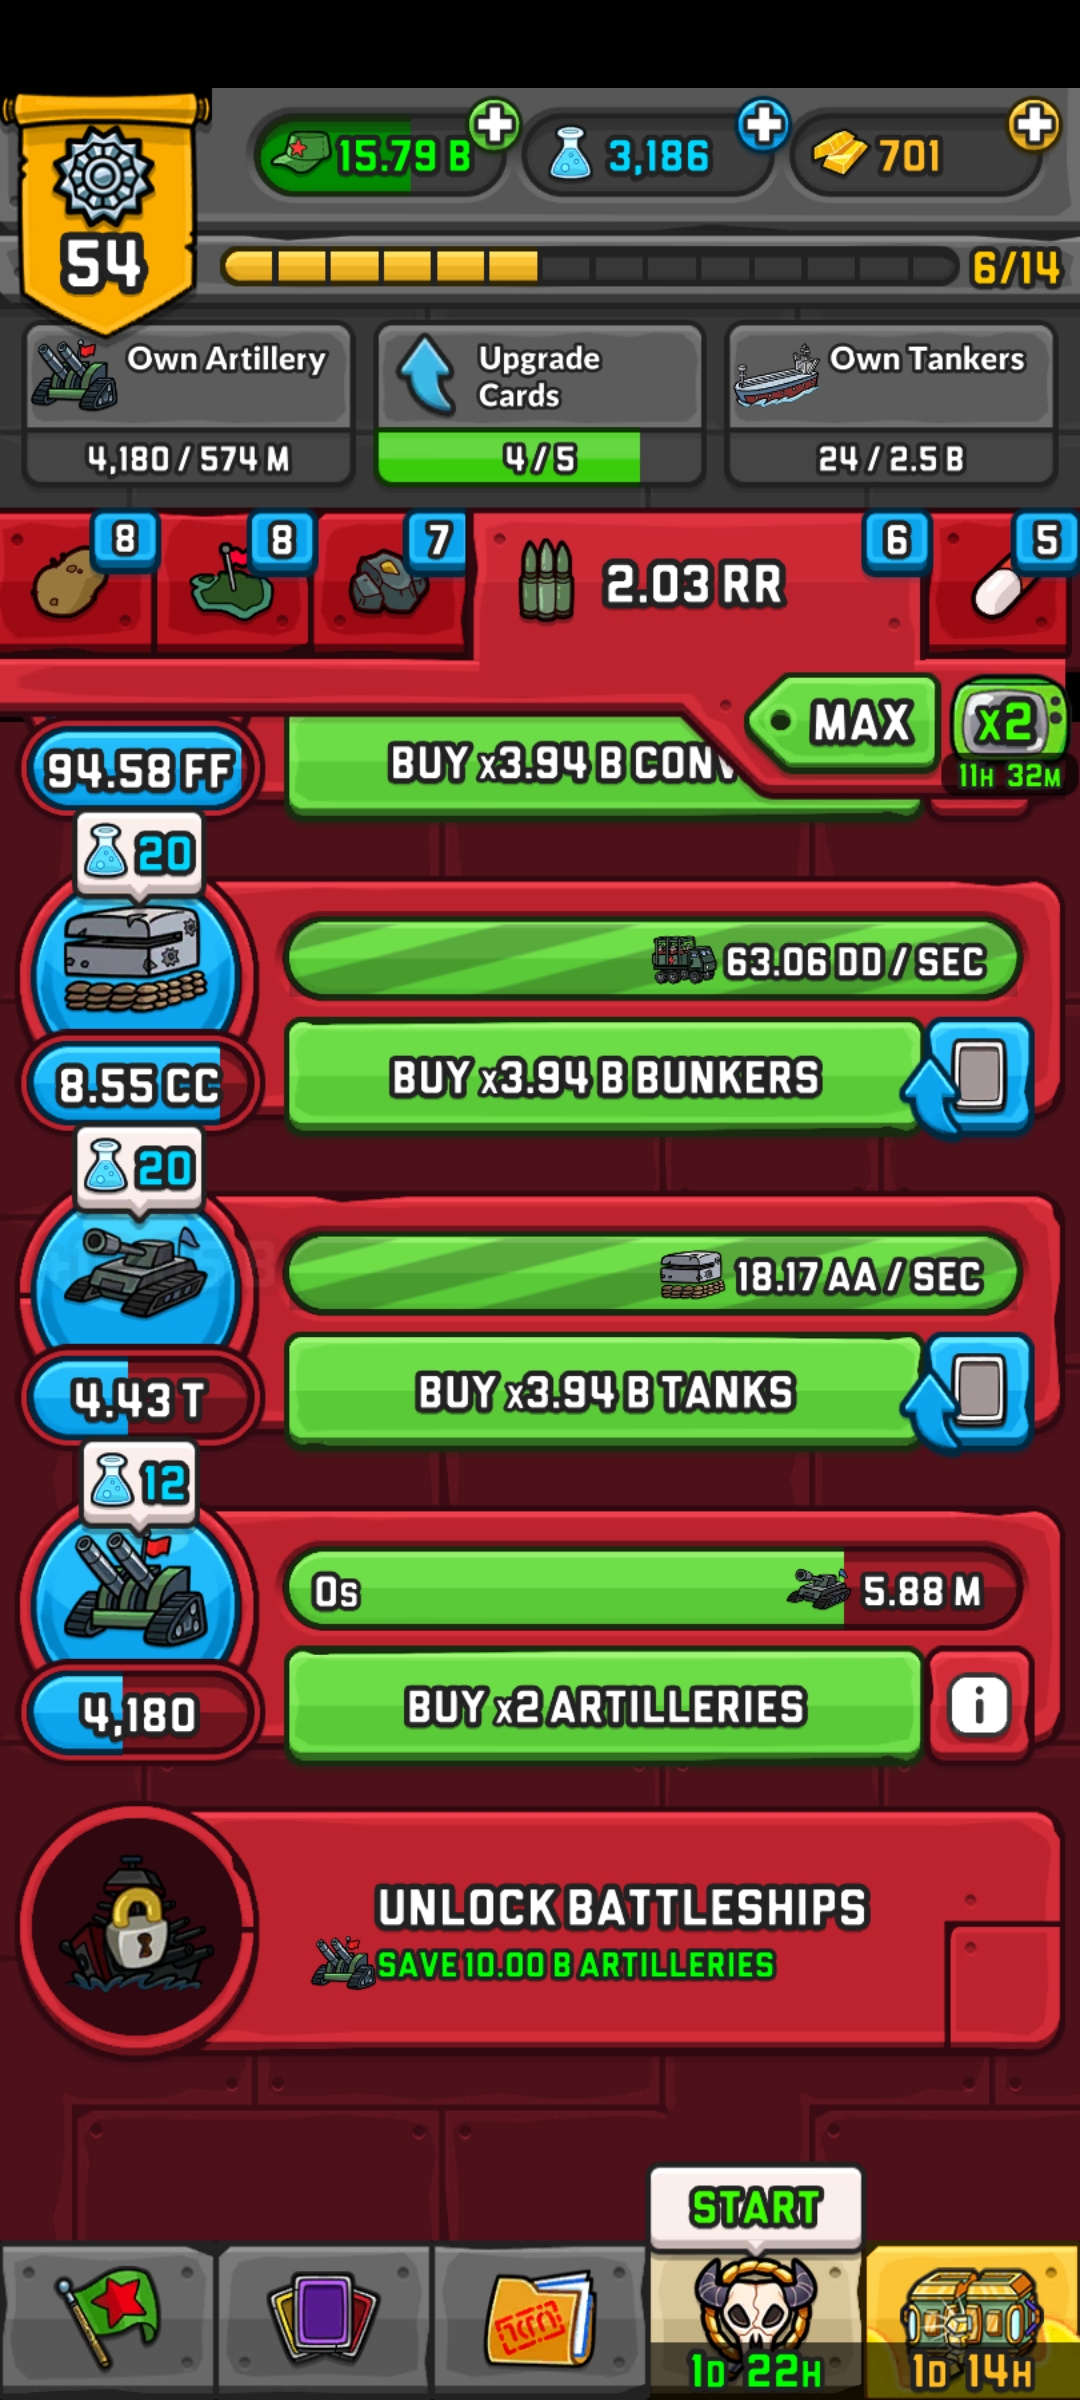 54
15.79 B
3,186
701
6/14
Own Artillery
4,180 / 574 M
Upgrade
Cards
4/5
Own Tankers
24 / 2.5 B
8
8
7
2.03 RR
6
5
MAX
x2
11H 32M
94.58 FF
BUY x3.94 B CONV
20
63.06 DD / SEC
8.55 CC
BUY x3.94 B BUNKERS
20
18.17 AA / SEC
4.43 T
BUY x3.94 B TANKS
12
0s
5.88 M
4,180
BUY x2 ARTILLERIES
i
UNLOCK BATTLESHIPS
SAVE 10.00 B ARTILLERIES
START
1D 22H
1D 14H